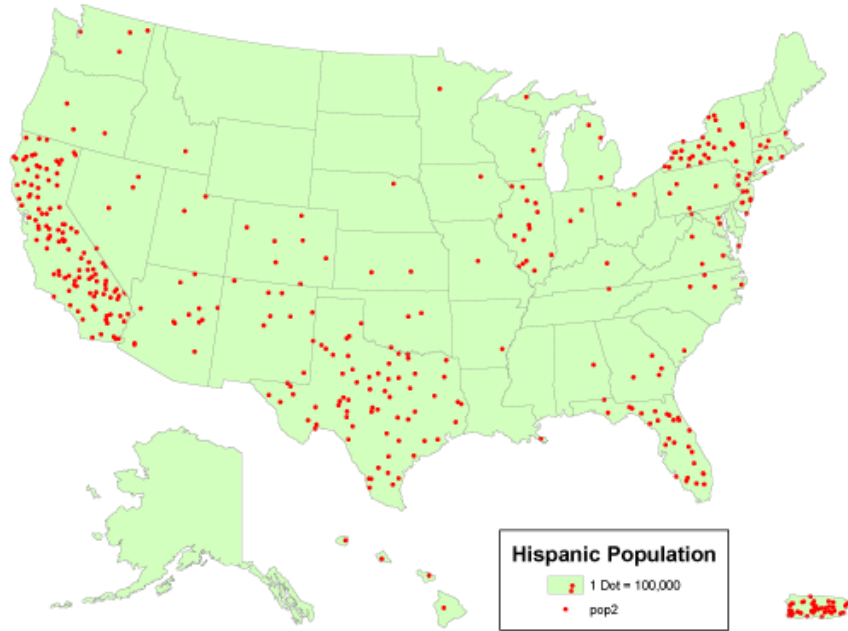 Hispanic Population
1 Dot = 100,000
pop2